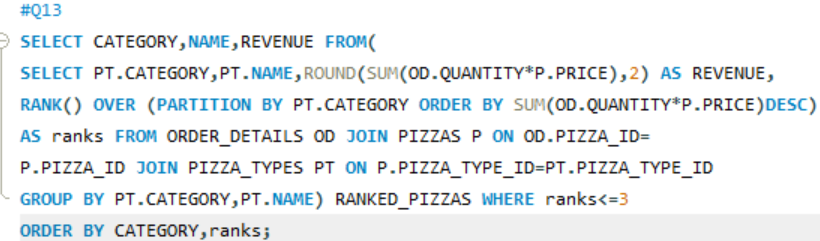 #Q13
SELECT CATEGORY,NAME,REVENUE FROM(
SELECT PT.CATEGORY,PT.NAME,ROUND(SUM(OD.QUANTITY*P.PRICE),2) AS REVENUE,
RANK() OVER (PARTITION BY PT.CATEGORY ORDER BY SUM(OD.QUANTITY*P.PRICE)DESC)
AS ranks FROM ORDER_DETAILS OD JOIN PIZZAS P ON OD.PIZZA_ID=
P.PIZZA_ID JOIN PIZZA_TYPES PT ON P.PIZZA_TYPE_ID=PT.PIZZA_TYPE_ID
GROUP BY PT.CATEGORY,PT.NAME) RANKED_PIZZAS WHERE ranks<=3
ORDER BY CATEGORY,ranks;